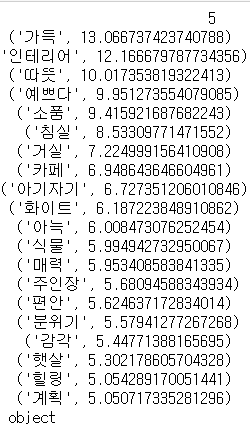 5
('가득', 13.066737423740788)
('인테리어', 12.166679787734356)
('따뜻', 10.017353819322413)
('예쁘다', 9.951273554079085)
('소품', 9.415921687682243)
('침실', 8.53309771471552)
('거실', 7.224999156410908)
('카페', 6.948643646604961)
('아기자기', 6.727351206010846)
('화이트', 6.187223848910862)
('아늑', 6.008473076252454)
('식물', 5.994942732950067)
('매력', 5.953408583841335)
('주인장', 5.68094588343934)
('편안', 5.624637172834014)
('분위기', 5.57941277267268)
('감각', 5.44771388165695)
('햇살', 5.302178605704328)
('힐링', 5.054289170051441)
('계획', 5.050717335281296)
object